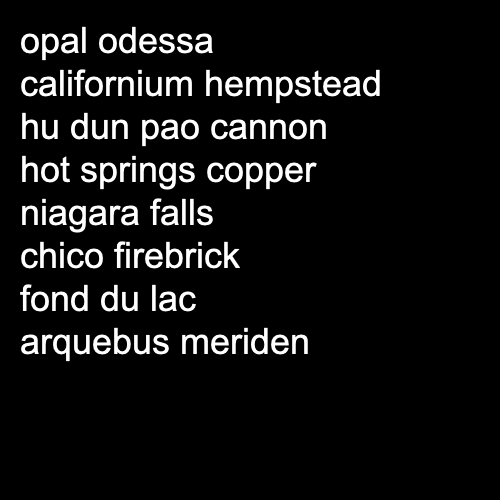 opal odessa
californium hempstead
hu dun pao cannon
hot springs copper
niagara falls
chico firebrick
fond du lac
arquebus meriden